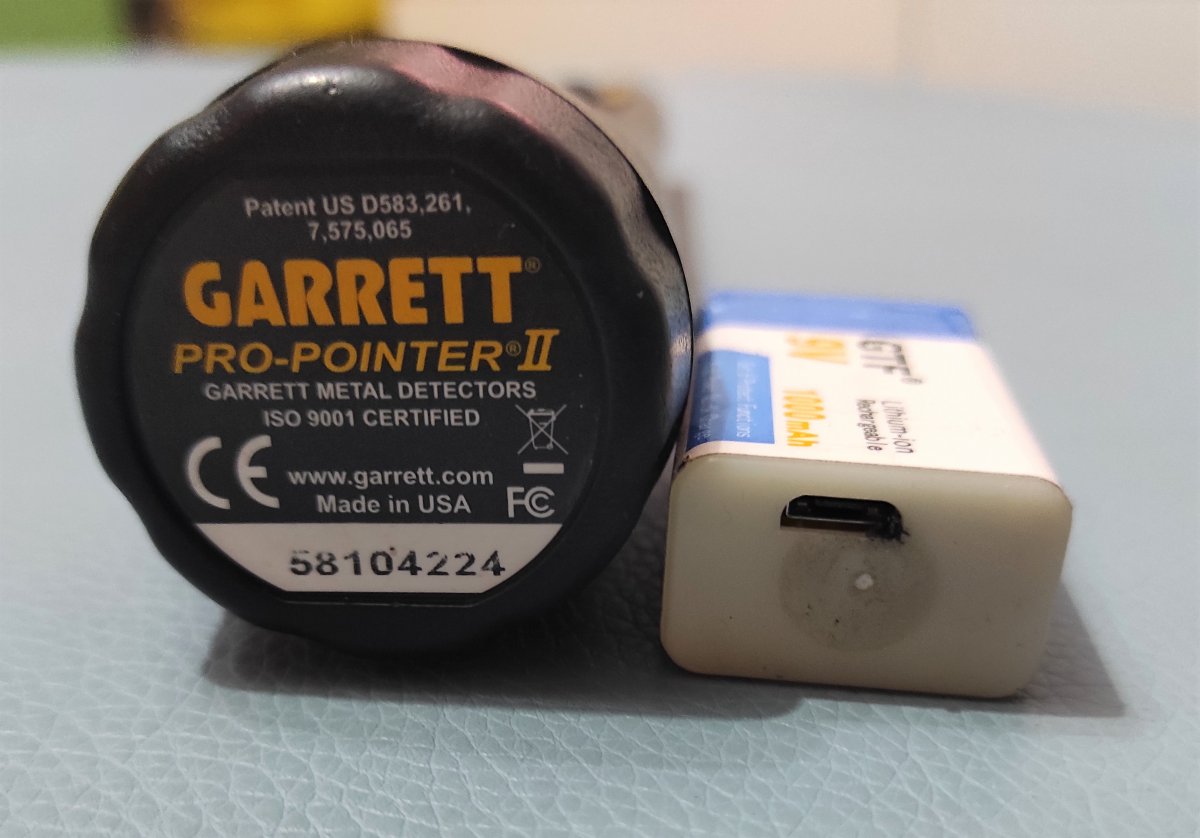 Patent US D583,261,
7,575,065
GARRETT®
PRO-POINTER® II
GARRETT METAL DETECTORS
ISO 9001 CERTIFIED
CE
www.garrett.com
Made in USA
FC
58104224
GTF®
9V
Lithium-ion
Rechargeable
1000mAh
Functions